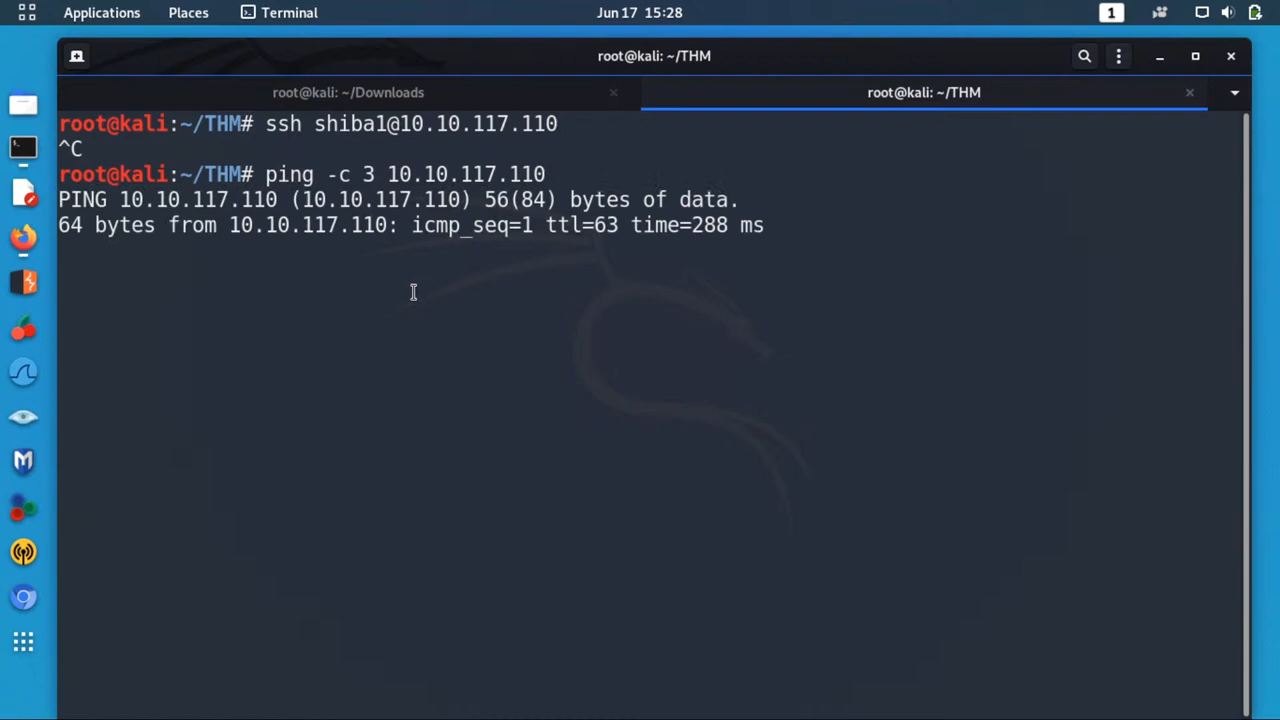 Applications Places Terminal Jun 17 15:28 1
root@kali: ~/THM
root@kali: ~/Downloads root@kali: ~/THM
root@kali:~/THM# ssh shiba1@10.10.117.110
^C
root@kali:~/THM# ping -c 3 10.10.117.110
PING 10.10.117.110 (10.10.117.110) 56(84) bytes of data.
64 bytes from 10.10.117.110: icmp_seq=1 ttl=63 time=288 ms